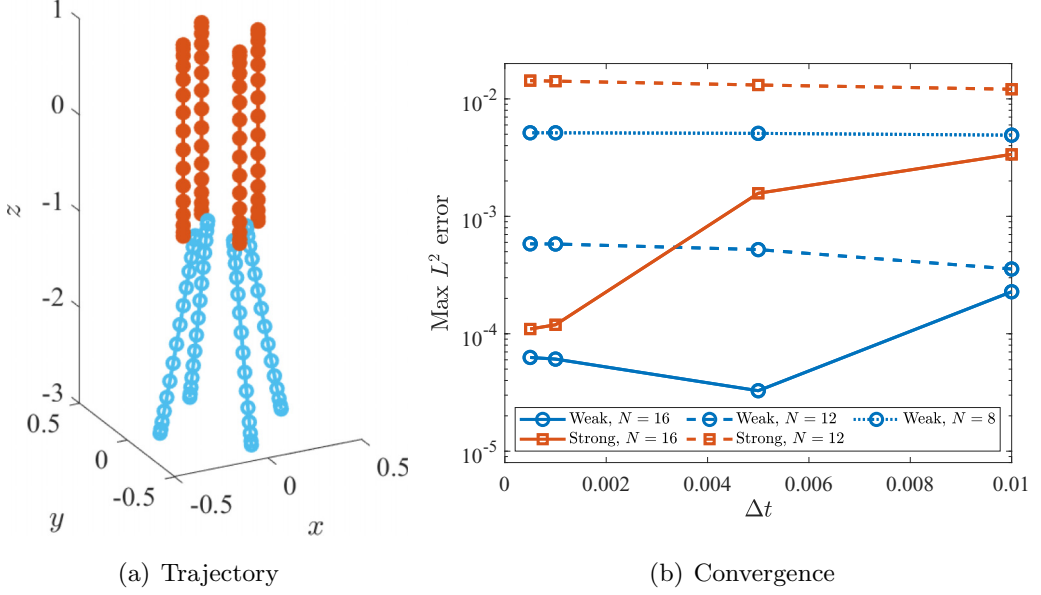 1
0
-1
-2
-3
z
0.5
0
-0.5
y
-0.5
0
0.5
x
(a) Trajectory
10^-2
10^-3
10^-4
10^-5
Max L^2 error
0 0.002 0.004 0.006 0.008 0.01
Δt
Weak, N = 16 Weak, N = 12 Weak, N = 8
Strong, N = 16 Strong, N = 12
(b) Convergence